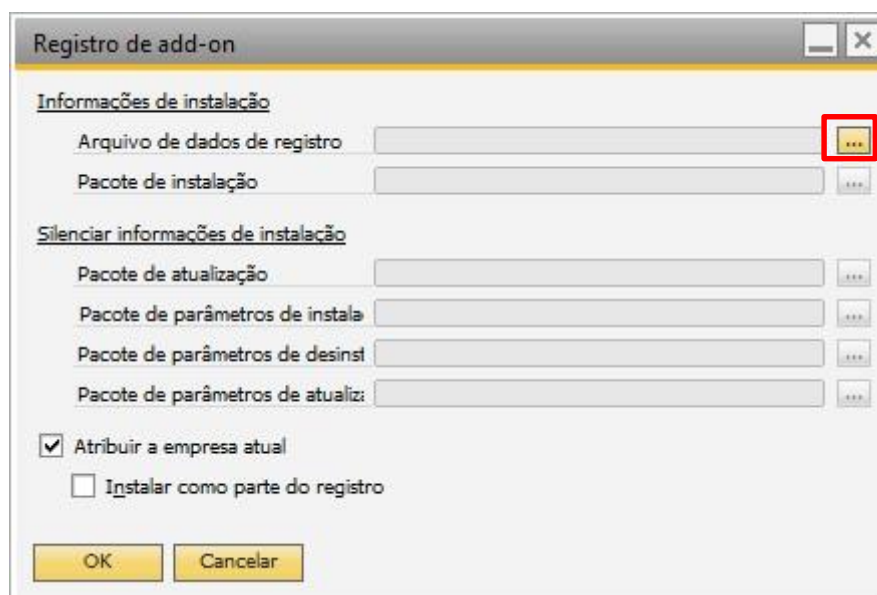 Registro de add-on
Informações de instalação
Arquivo de dados de registro ...
Pacote de instalação ...
Silenciar informações de instalação
Pacote de atualização ...
Pacote de parâmetros de instala ...
Pacote de parâmetros de desinst ...
Pacote de parâmetros de atualiza ...
Atribuir a empresa atual
Instalar como parte do registro
OK Cancelar